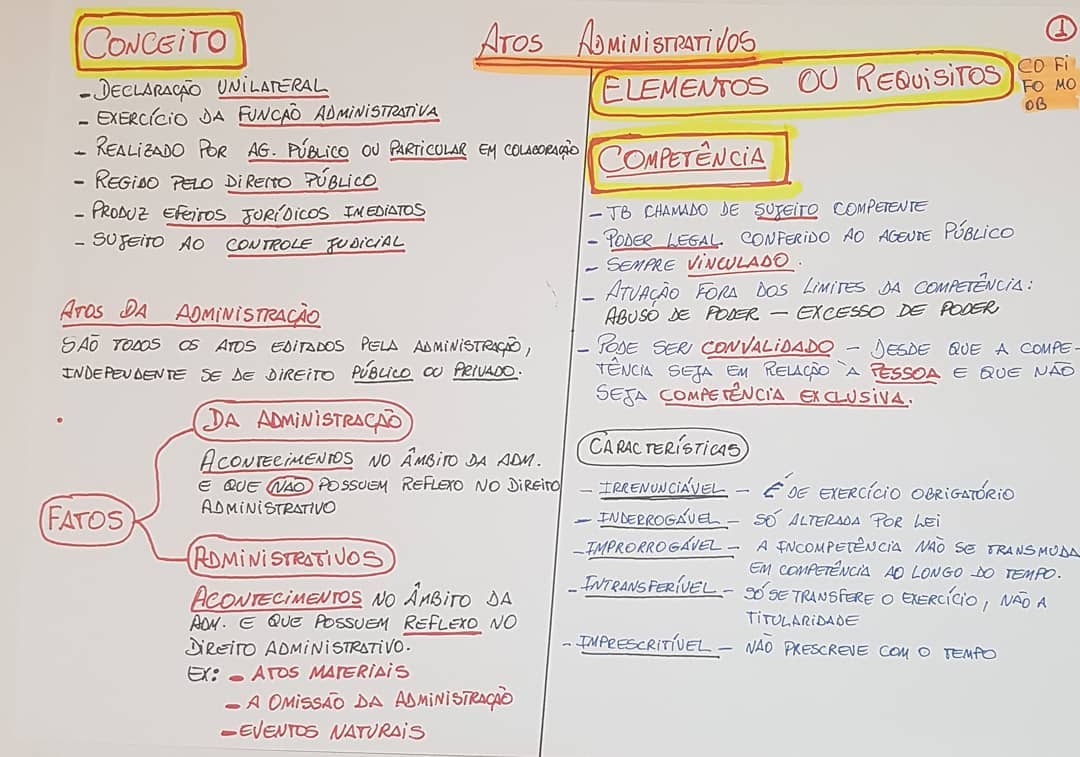 ATOS ADMINISTRATIVOS
1
CONCEITO
- DECLARAÇÃO UNILATERAL
- EXERCÍCIO DA FUNÇÃO ADMINISTRATIVA
- REALIZADO POR AG. PÚBLICO OU PARTICULAR EM COLABORAÇÃO
- REGIDO PELO DIREITO PÚBLICO
- PRODUZ EFEITOS JURÍDICOS IMEDIATOS
- SUJEITO AO CONTROLE JUDICIAL
ATOS DA ADMINISTRAÇÃO
SÃO TODOS OS ATOS EDITADOS PELA ADMINISTRAÇÃO,
INDEPENDENTE SE DE DIREITO PÚBLICO OU PRIVADO.
FATOS
DA ADMINISTRAÇÃO
ACONTECIMENTOS NO ÂMBITO DA ADM.
E QUE NÃO POSSUEM REFLEXO NO DIREITO
ADMINISTRATIVO
ADMINISTRATIVOS
ACONTECIMENTOS NO ÂMBITO DA
ADM. E QUE POSSUEM REFLEXO NO
DIREITO ADMINISTRATIVO.
EX: - ATOS MATERIAIS
- A OMISSÃO DA ADMINISTRAÇÃO
- EVENTOS NATURAIS
ELEMENTOS OU REQUISITOS
CO FI
FO MO
OB
COMPETÊNCIA
- TB CHAMADO DE SUJEITO COMPETENTE
- PODER LEGAL CONFERIDO AO AGENTE PÚBLICO
- SEMPRE VINCULADO.
- ATUAÇÃO FORA DOS LIMITES DA COMPETÊNCIA:
ABUSO DE PODER - EXCESSO DE PODER
- PODE SER CONVALIDADO - DESDE QUE A COMPE-
TÊNCIA SEJA EM RELAÇÃO À PESSOA E QUE NÃO
SEJA COMPETÊNCIA EXCLUSIVA.
CARACTERÍSTICAS
- IRRENUNCIÁVEL - É DE EXERCÍCIO OBRIGATÓRIO
- INDERROGÁVEL - SÓ ALTERADA POR LEI
- IMPRORROGÁVEL - A INCOMPETÊNCIA NÃO SE TRANSMUDA
EM COMPETÊNCIA AO LONGO DO TEMPO.
- INTRANSFERÍVEL - SÓ SE TRANSFERE O EXERCÍCIO, NÃO A
TITULARIDADE
- IMPRESCRITÍVEL - NÃO PRESCREVE COM O TEMPO